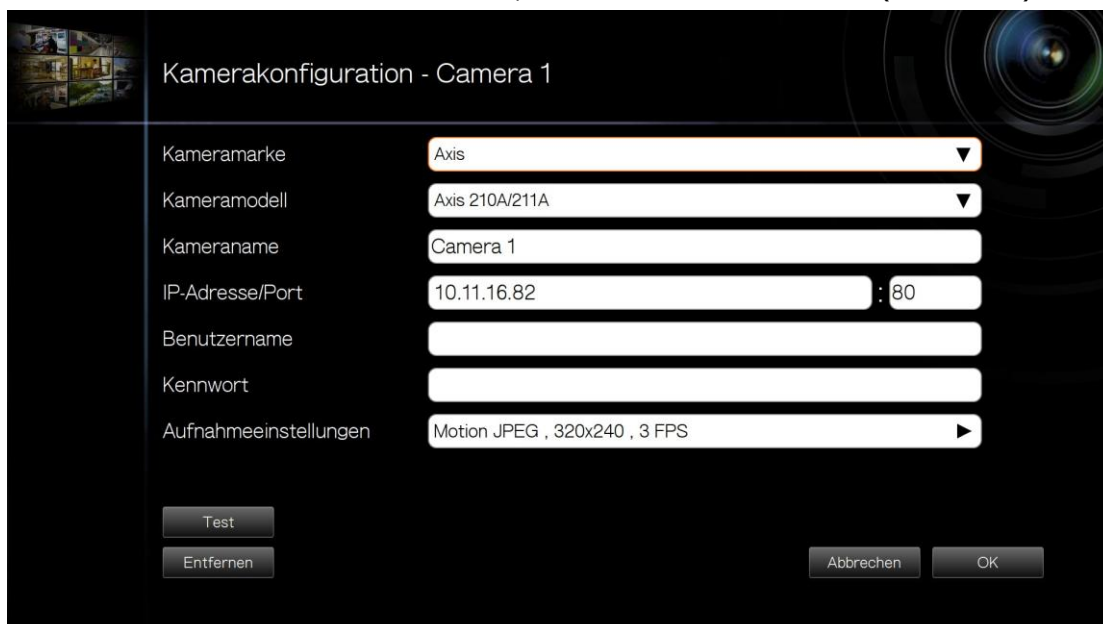 Kamerakonfiguration - Camera 1
Kameramarke Axis
Kameramodell Axis 210A/211A
Kameraname Camera 1
IP-Adresse/Port 10.11.16.82 : 80
Benutzername
Kennwort
Aufnahmeeinstellungen Motion JPEG , 320x240 , 3 FPS
Test
Entfernen Abbrechen OK